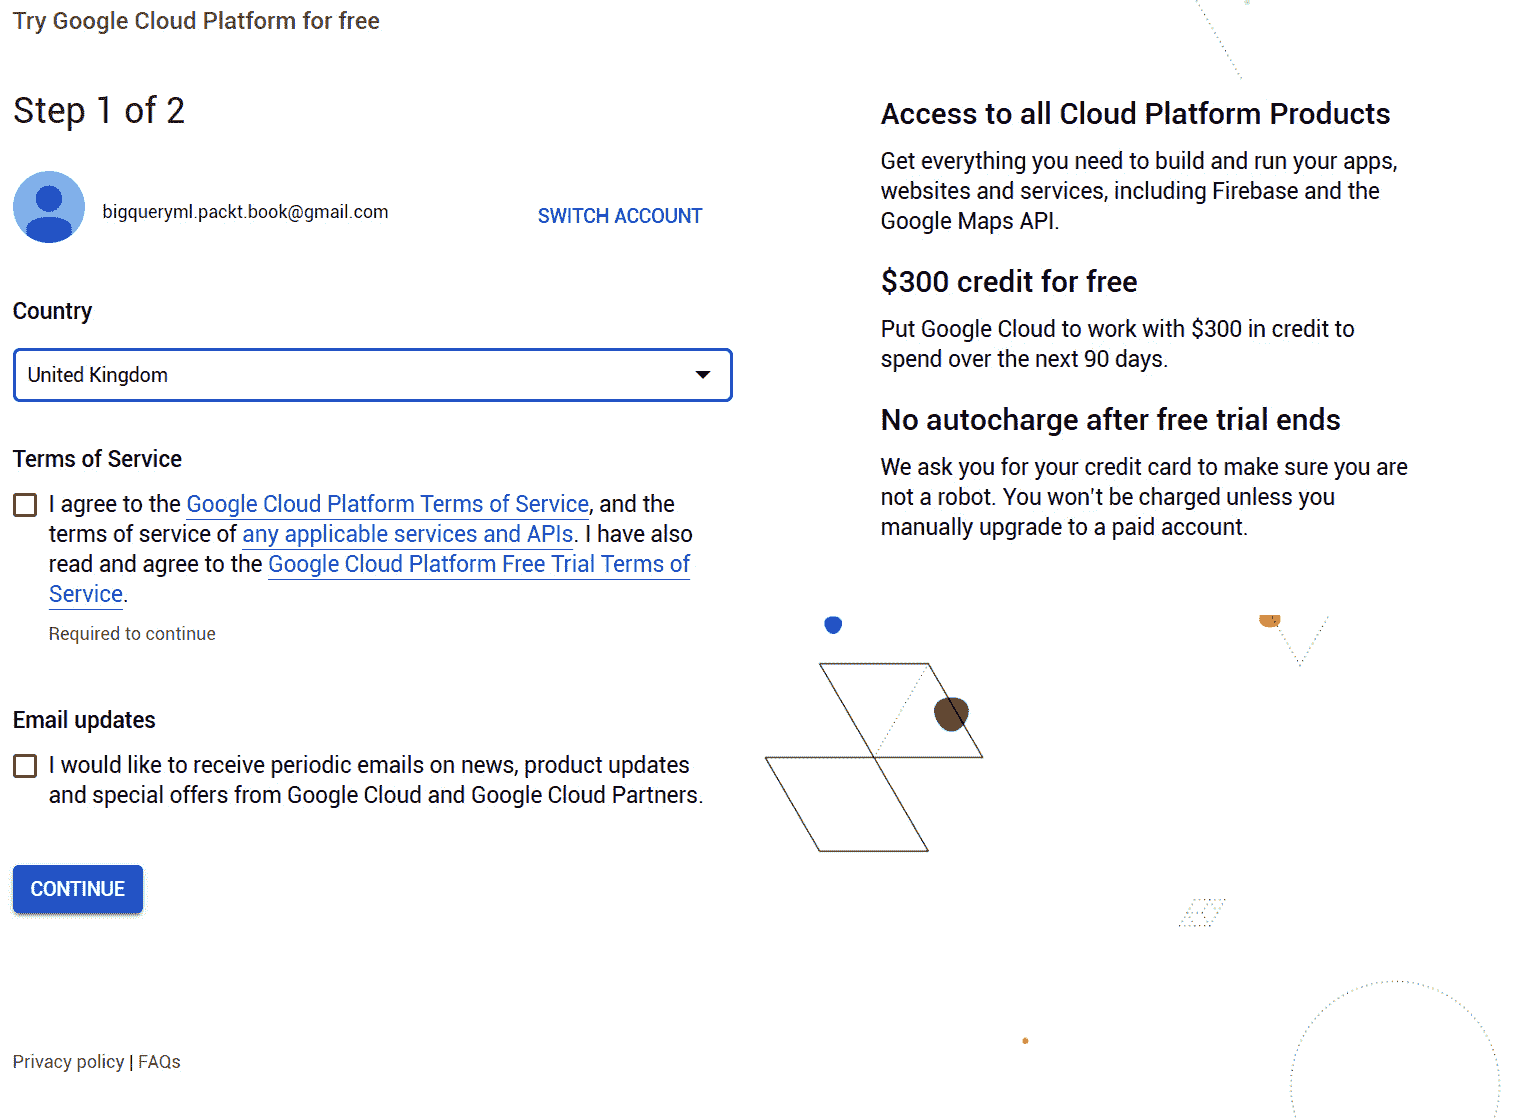 Try Google Cloud Platform for free
Step 1 of 2
bigqueryml.packt.book@gmail.com
SWITCH ACCOUNT
Country
United Kingdom
Terms of Service
I agree to the Google Cloud Platform Terms of Service, and the
terms of service of any applicable services and APIs. I have also
read and agree to the Google Cloud Platform Free Trial Terms of
Service.
Required to continue
Email updates
I would like to receive periodic emails on news, product updates
and special offers from Google Cloud and Google Cloud Partners.
CONTINUE
Privacy policy | FAQs
Access to all Cloud Platform Products
Get everything you need to build and run your apps,
websites and services, including Firebase and the
Google Maps API.
$300 credit for free
Put Google Cloud to work with $300 in credit to
spend over the next 90 days.
No autocharge after free trial ends
We ask you for your credit card to make sure you are
not a robot. You won't be charged unless you
manually upgrade to a paid account.